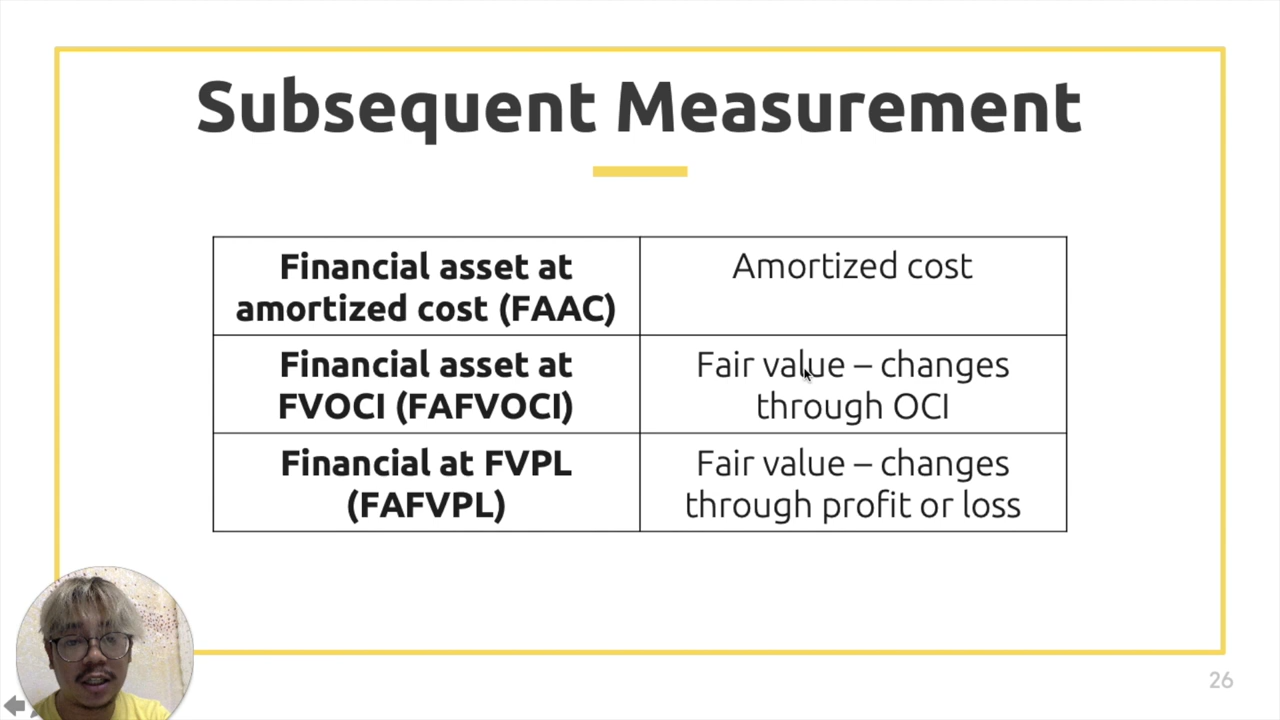 Subsequent Measurement
Financial asset at
amortized cost (FAAC)
Amortized cost
Financial asset at
FVOCI (FAFVOCI)
Fair value – changes
through OCI
Financial at FVPL
(FAFVPL)
Fair value – changes
through profit or loss
26